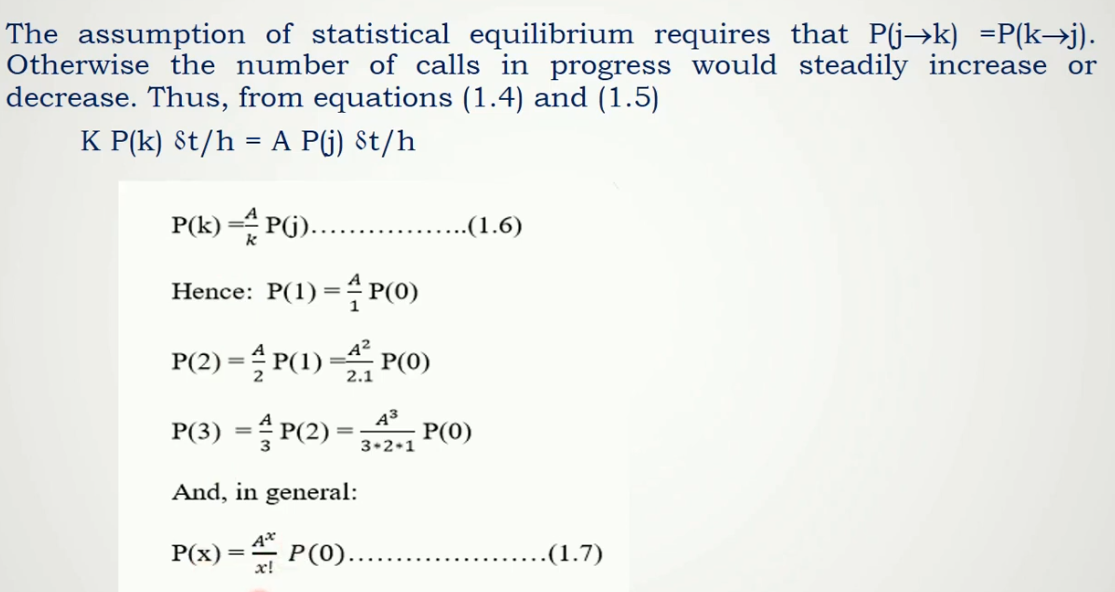 The assumption of statistical equilibrium requires that P(j→k) =P(k→j).
Otherwise the number of calls in progress would steadily increase or
decrease. Thus, from equations (1.4) and (1.5)
K P(k) δt/h = A P(j) δt/h
P(k) = A/k P(j)..................(1.6)
Hence: P(1) = A/1 P(0)
P(2) = A/2 P(1) = A²/2.1 P(0)
P(3) = A/3 P(2) = A³/3*2*1 P(0)
And, in general:
P(x) = Aˣ/x! P(0)......................(1.7)